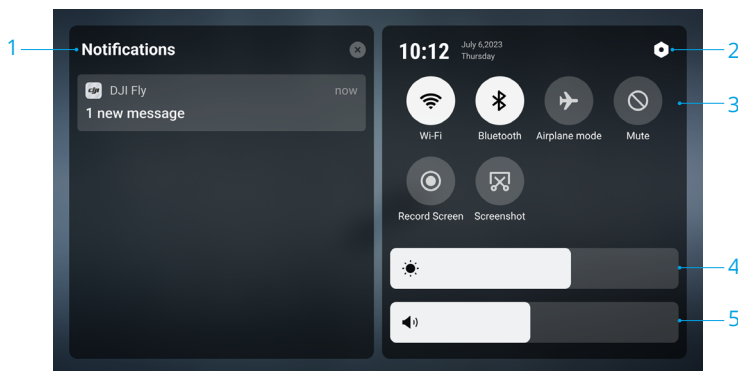 1
Notifications
DJI Fly
now
1 new message
10:12
July 6,2023
Thursday
2
3
Wi-Fi
Bluetooth
Airplane mode
Mute
Record Screen
Screenshot
4
5